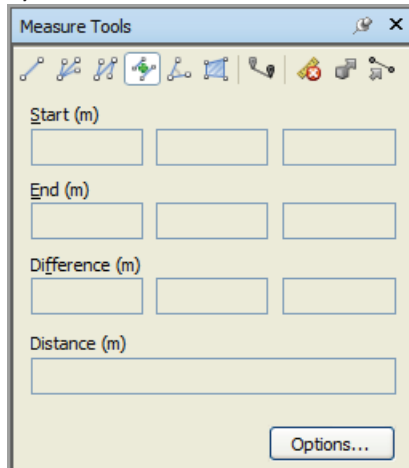 Measure Tools
Start (m)
End (m)
Difference (m)
Distance (m)
Options...